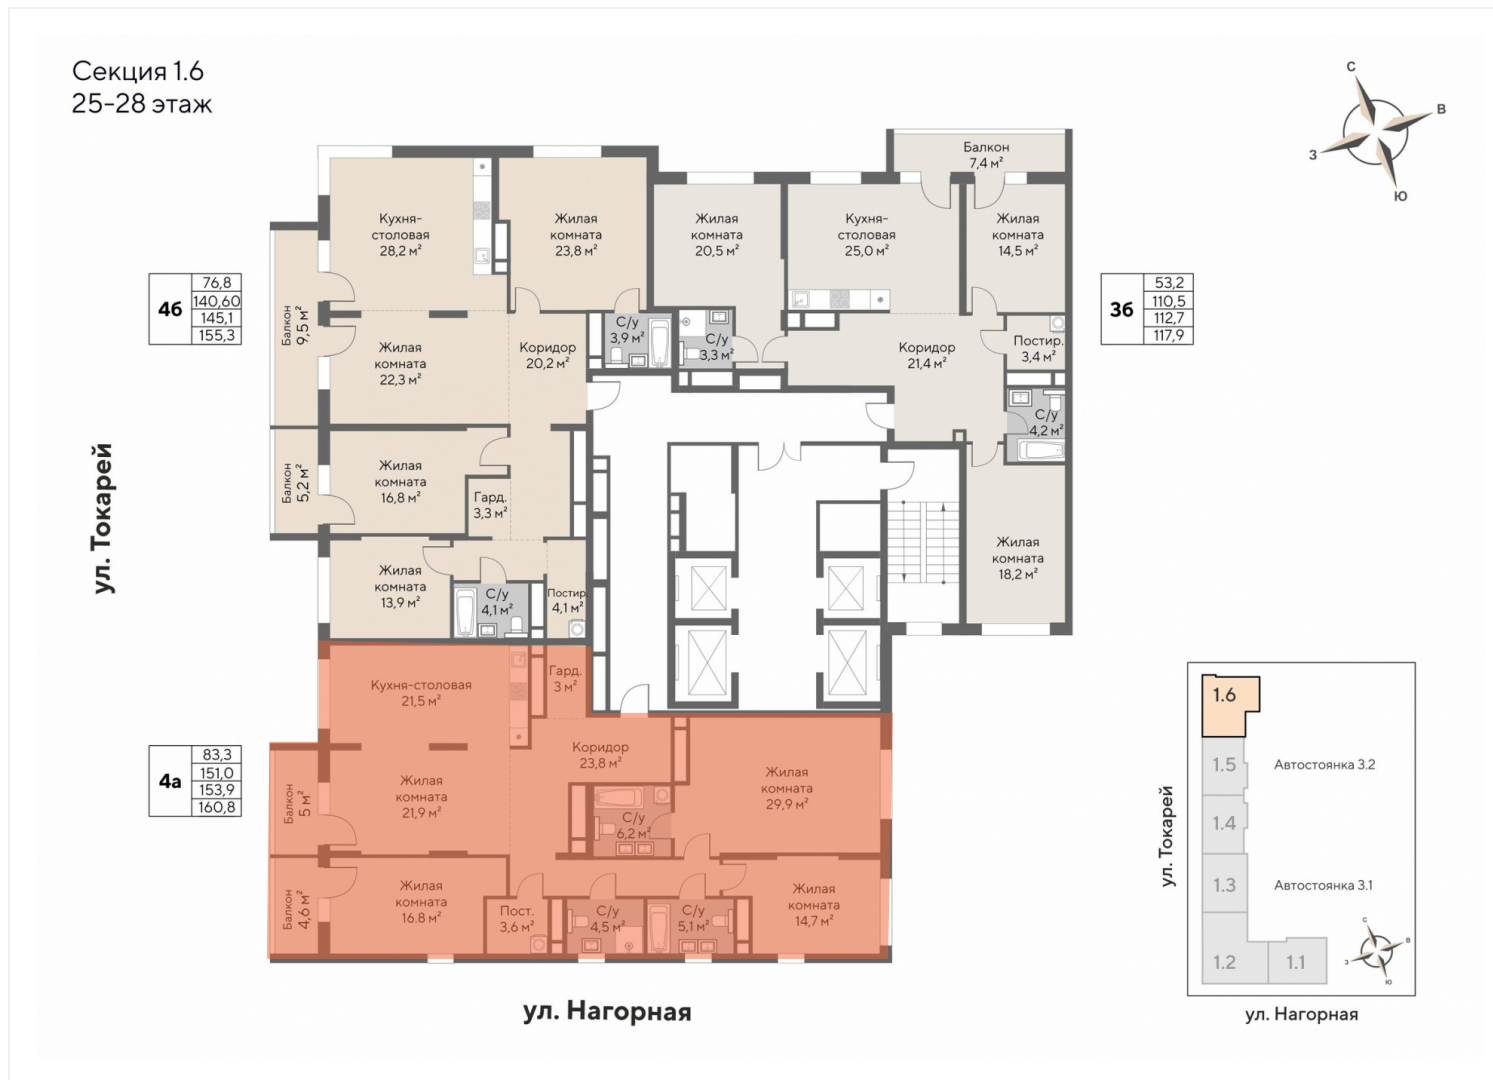 Секция 1.6
25-28 этаж
С
В
З
Ю
Балкон
7,4 м²
Кухня-
столовая
28,2 м²
Жилая
комната
23,8 м²
Жилая
комната
20,5 м²
Кухня-
столовая
25,0 м²
Жилая
комната
14,5 м²
4б
76,8
140,60
145,1
155,3
3б
53,2
110,5
112,7
117,9
Балкон
9,5 м²
Жилая
комната
22,3 м²
Коридор
20,2 м²
С/у
3,9 м²
С/у
3,3 м²
Коридор
21,4 м²
Постир.
3,4 м²
С/у
4,2 м²
Балкон
5,2 м²
Жилая
комната
16,8 м²
Гард.
3,3 м²
ул. Токарей
Жилая
комната
13,9 м²
С/у
4,1 м²
Постир.
4,1 м²
Жилая
комната
18,2 м²
Кухня-столовая
21,5 м²
Гард.
3 м²
Коридор
23,8 м²
4а
83,3
151,0
153,9
160,8
Балкон
5 м²
Жилая
комната
21,9 м²
С/у
6,2 м²
Жилая
комната
29,9 м²
Балкон
4,6 м²
Жилая
комната
16.8 м²
Пост.
3,6 м²
С/у
4,5 м²
С/у
5,1 м²
Жилая
комната
14,7 м²
ул. Нагорная
1.6
1.5
Автостоянка 3.2
1.4
1.3
Автостоянка 3.1
1.2
1.1
ул. Токарей
С
В
З
Ю
ул. Нагорная